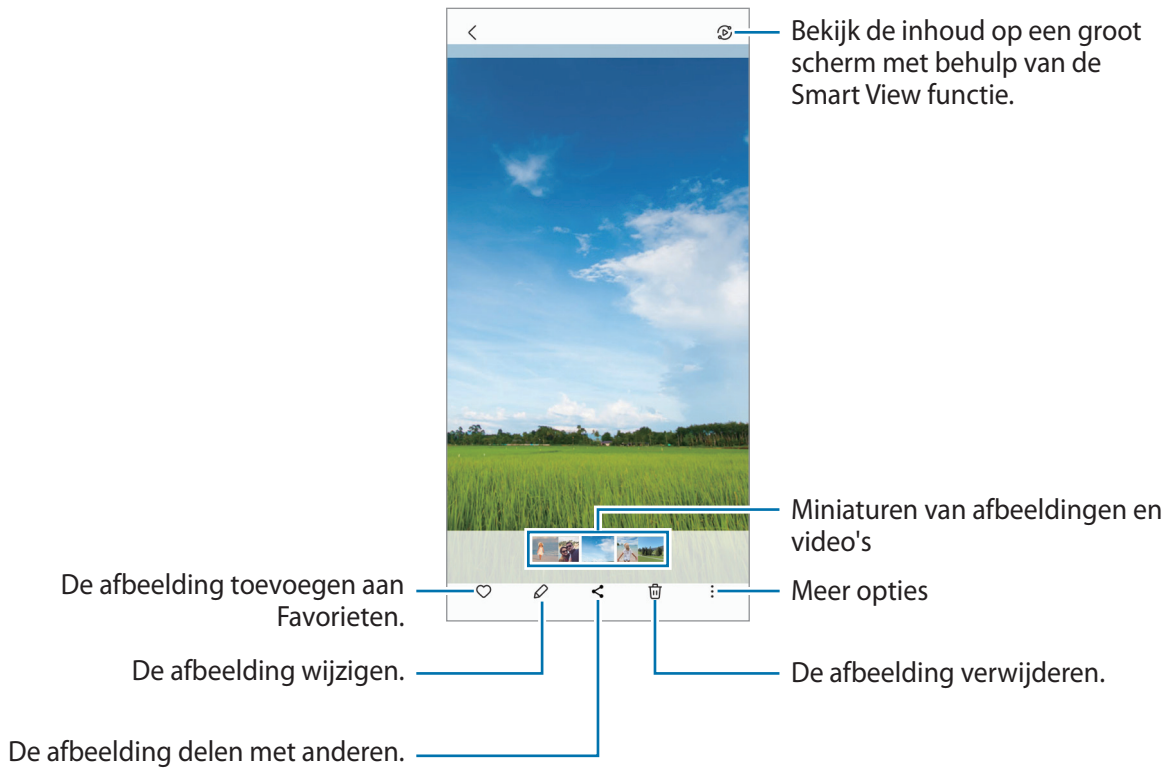 Bekijk de inhoud op een groot
scherm met behulp van de
Smart View functie.
Miniaturen van afbeeldingen en
video's
De afbeelding toevoegen aan
Favorieten.
Meer opties
De afbeelding wijzigen.
De afbeelding verwijderen.
De afbeelding delen met anderen.